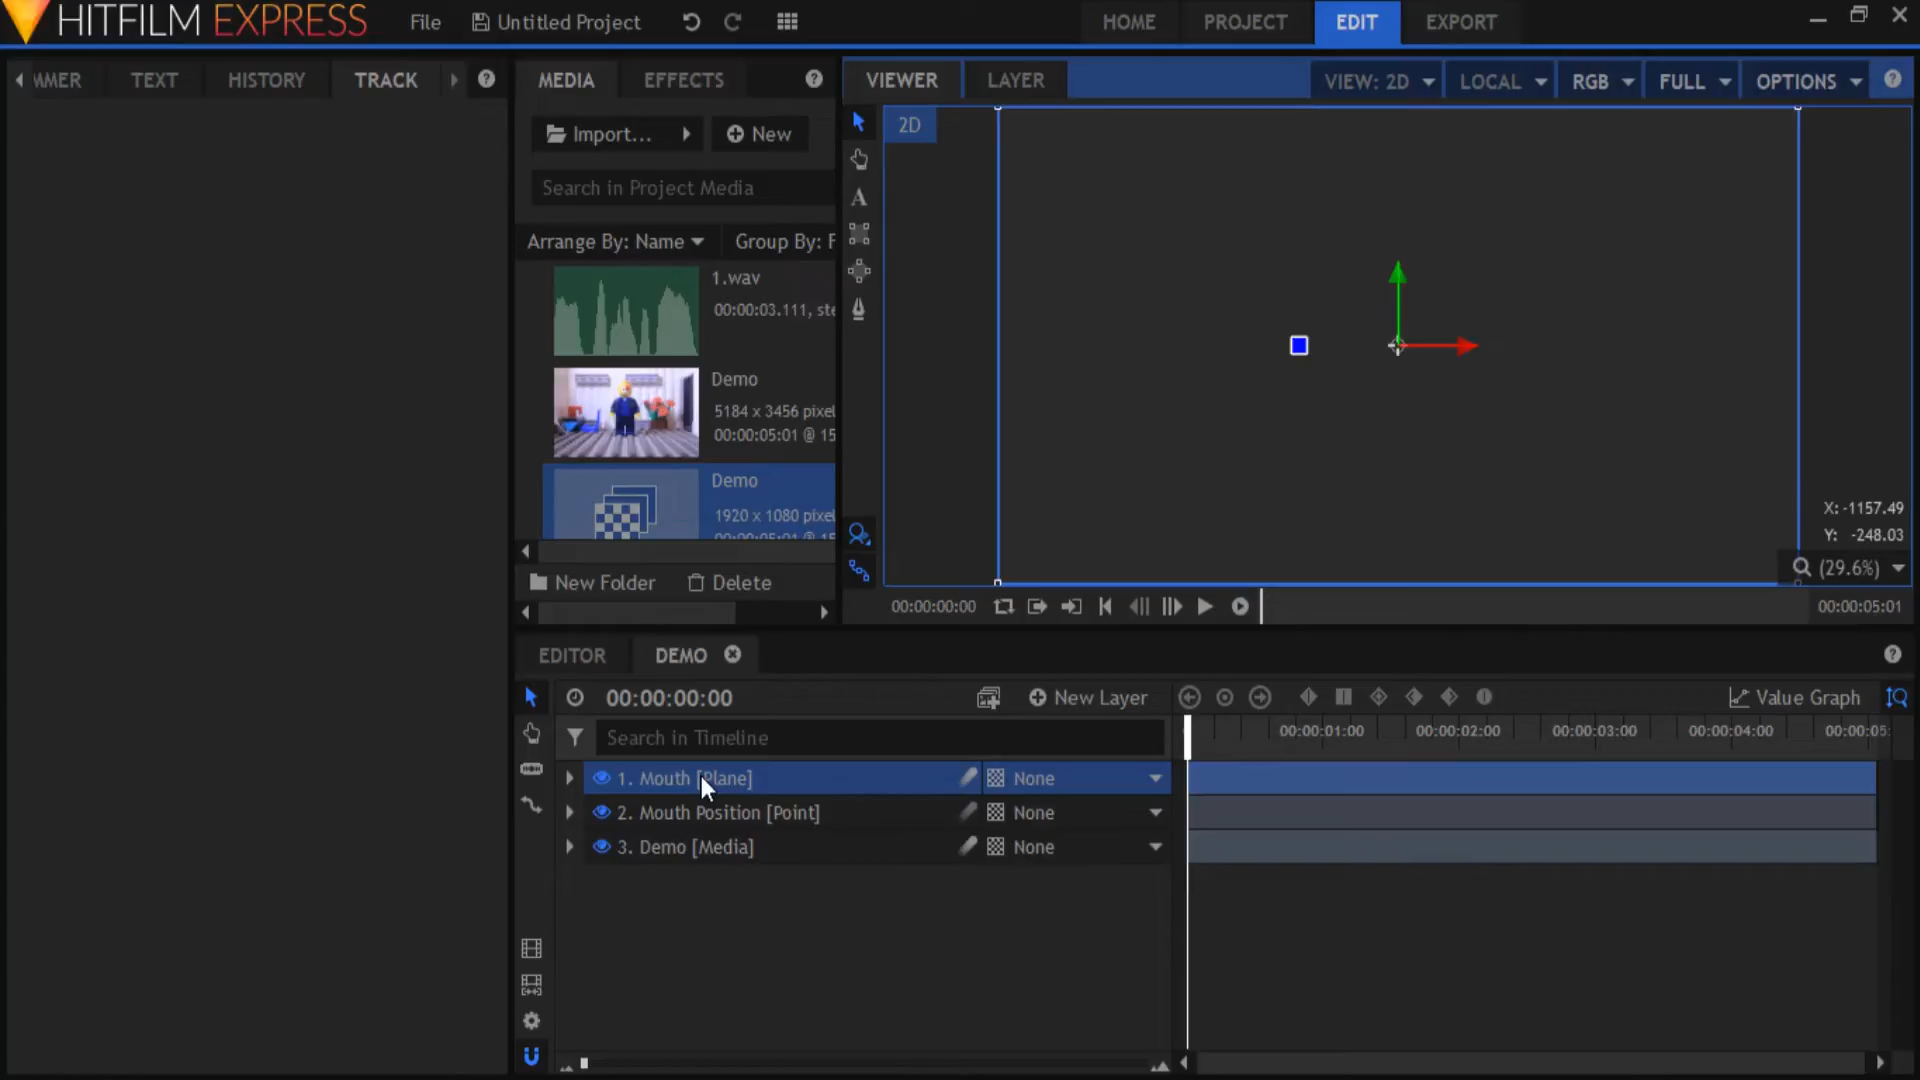 HITFILM EXPRESS
File
Untitled Project
HOME
PROJECT
EDIT
EXPORT
TEXT
HISTORY
TRACK
MEDIA
EFFECTS
Import...
New
Search in Project Media
Arrange By: Name
Group By: F
1.wav
00:00:03.111, ste
Demo
5184 x 3456 pixel
00:00:05:01 @ 15
Demo
1920 x 1080 pixel
00:00:05:01 @ 15
New Folder
Delete
VIEWER
LAYER
VIEW: 2D
LOCAL
RGB
FULL
OPTIONS
2D
X: -1157.49
Y: -248.03
(29.6%)
00:00:00:00
00:00:05:01
EDITOR
DEMO
00:00:00:00
New Layer
Value Graph
Search in Timeline
00:00:01:00
00:00:02:00
00:00:03:00
00:00:04:00
00:00:05:
1. Mouth [Plane]
None
2. Mouth Position [Point]
None
3. Demo [Media]
None